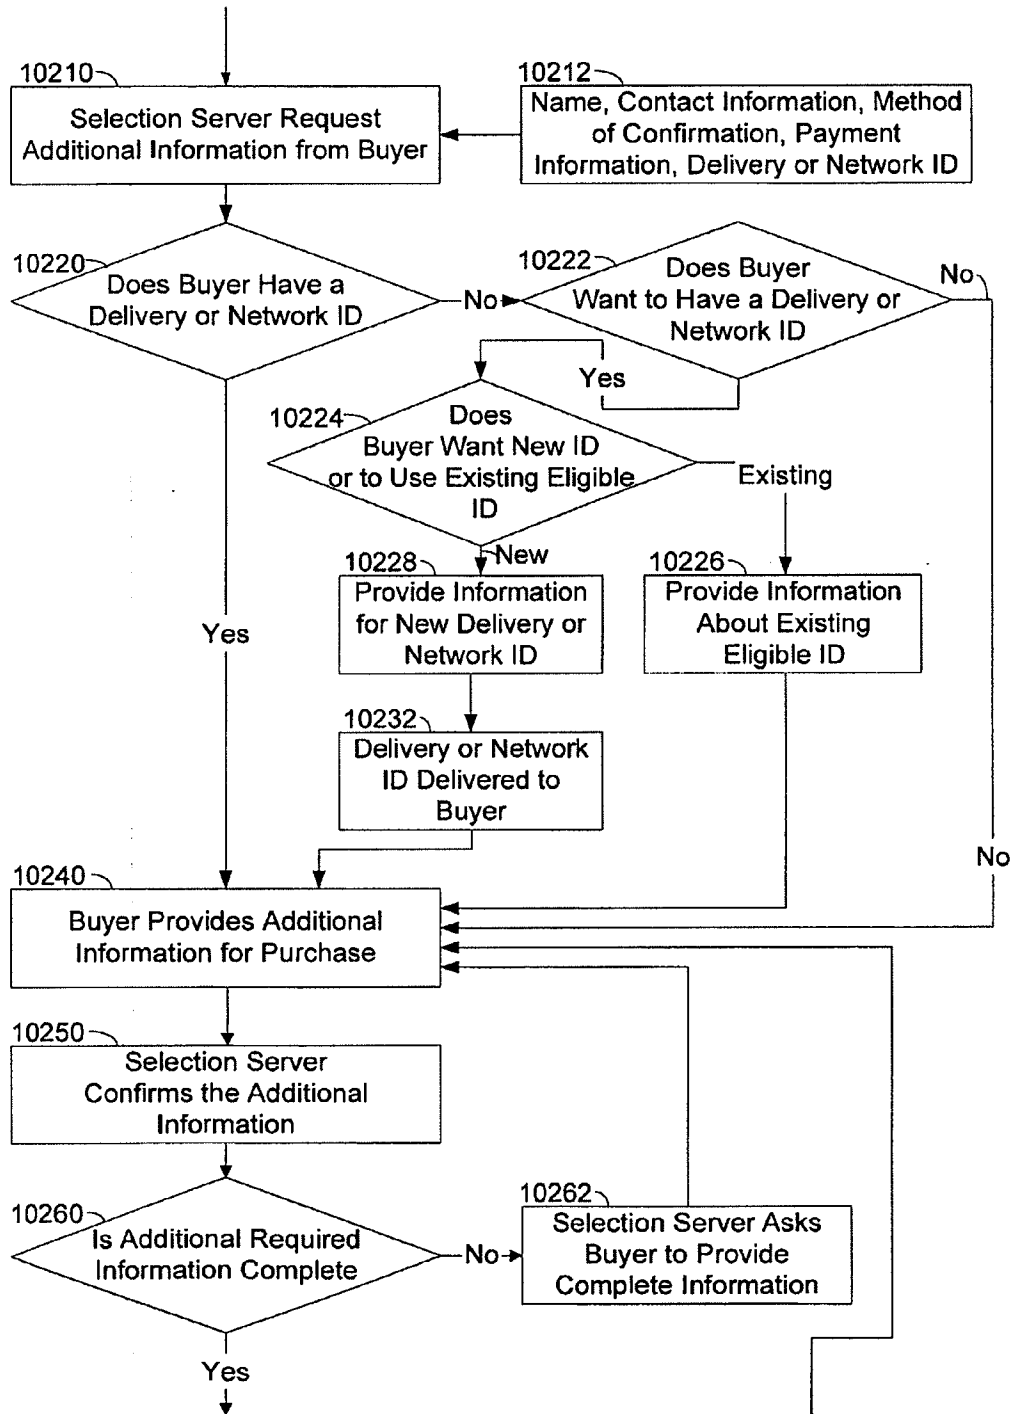 10210
Selection Server Request
Additional Information from Buyer
10212
Name, Contact Information, Method
of Confirmation, Payment
Information, Delivery or Network ID
10220
Does Buyer Have a
Delivery or Network ID
No
10222
Does Buyer
Want to Have a Delivery or
Network ID
No
Yes
10224
Does
Buyer Want New ID
or to Use Existing Eligible
ID
Existing
New
10228
Provide Information
for New Delivery or
Network ID
10226
Provide Information
About Existing
Eligible ID
Yes
10232
Delivery or Network
ID Delivered to
Buyer
No
10240
Buyer Provides Additional
Information for Purchase
10250
Selection Server
Confirms the Additional
Information
10260
Is Additional Required
Information Complete
No
10262
Selection Server Asks
Buyer to Provide
Complete Information
Yes